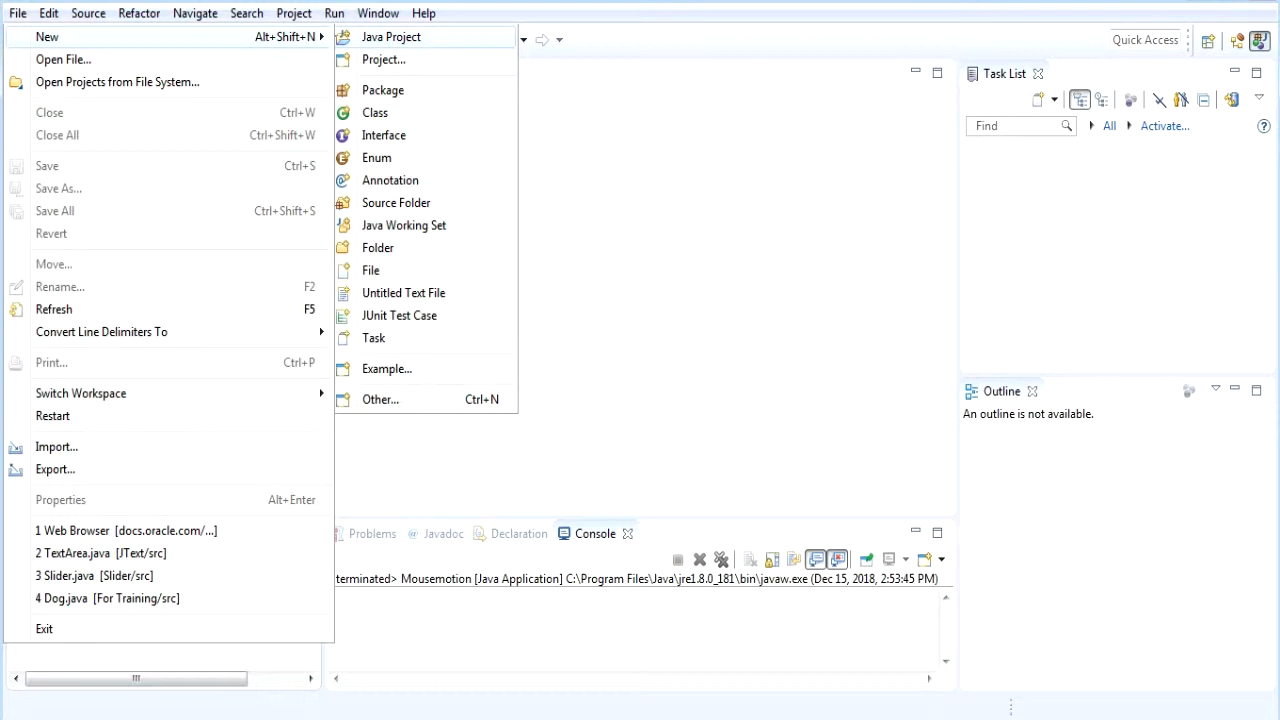 File Edit Source Refactor Navigate Search Project Run Window Help
New Alt+Shift+N
Open File...
Open Projects from File System...
Close Ctrl+W
Close All Ctrl+Shift+W
Save Ctrl+S
Save As...
Save All Ctrl+Shift+S
Revert
Move...
Rename... F2
Refresh F5
Convert Line Delimiters To
Print... Ctrl+P
Switch Workspace
Restart
Import...
Export...
Properties Alt+Enter
1 Web Browser [docs.oracle.com/...]
2 TextArea.java [JText/src]
3 Slider.java [Slider/src]
4 Dog.java [For Training/src]
Exit
Java Project
Project...
Package
Class
Interface
Enum
Annotation
Source Folder
Java Working Set
Folder
File
Untitled Text File
JUnit Test Case
Task
Example...
Other... Ctrl+N
Quick Access
Task List
Find All Activate...
Outline
An outline is not available.
Problems Javadoc Declaration Console
terminated> Mousemotion [Java Application] C:\Program Files\Java\jre1.8.0_181\bin\javaw.exe (Dec 15, 2018, 2:53:45 PM)